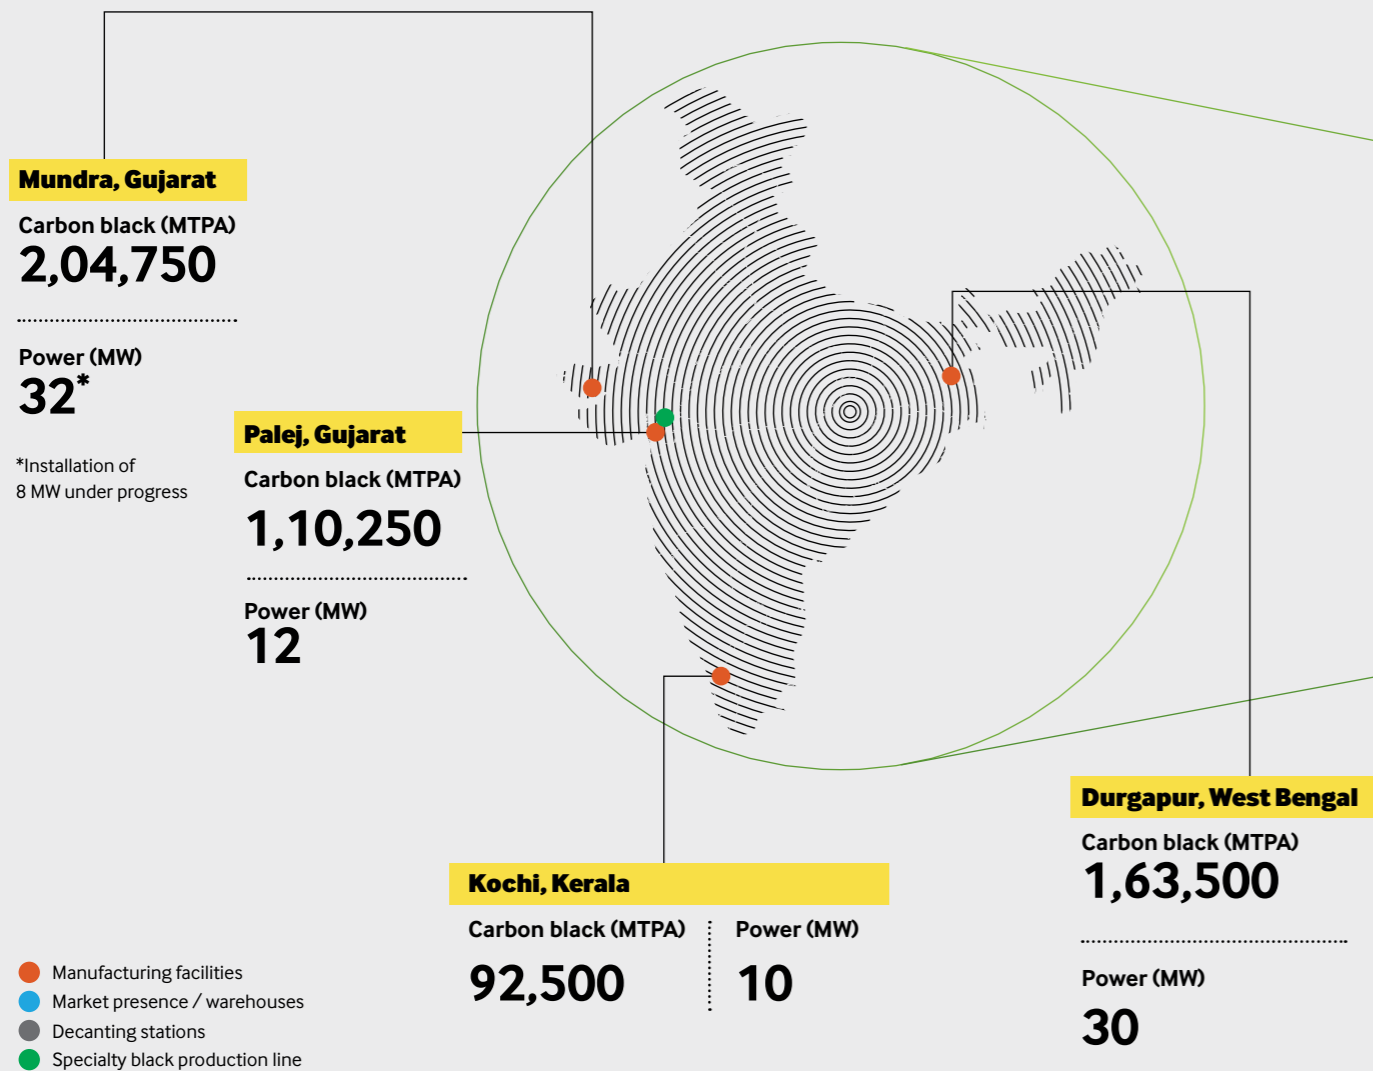 Mundra, Gujarat
Carbon black (MTPA)
2,04,750
Power (MW)
32*
*Installation of
8 MW under progress
Palej, Gujarat
Carbon black (MTPA)
1,10,250
Power (MW)
12
Kochi, Kerala
Carbon black (MTPA)
92,500
Power (MW)
10
Durgapur, West Bengal
Carbon black (MTPA)
1,63,500
Power (MW)
30
Manufacturing facilities
Market presence / warehouses
Decanting stations
Specialty black production line